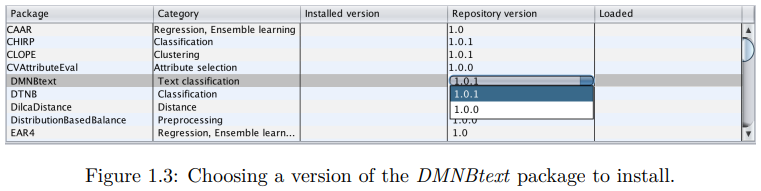 Package Category Installed version Repository version Loaded
CAAR Regression, Ensemble learning 1.0
CHIRP Classification 1.0.1
CLOPE Clustering 1.0.1
CVAttributeEval Attribute selection 1.0.0
DMNBtext Text classification 1.0.1
DTNB Classification 1.0.1
DilcaDistance Distance 1.0.0
DistributionBasedBalance Preprocessing 1.0.0
EAR4 Regression, Ensemble learn... 1.0
Figure 1.3: Choosing a version of the DMNBtext package to install.